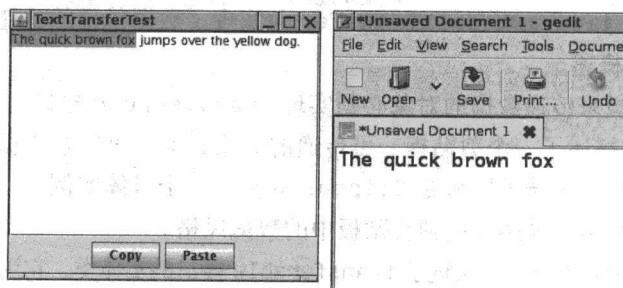 TextTransferTest
The quick brown fox jumps over the yellow dog.
Copy Paste
*Unsaved Document 1 - gedit
File Edit View Search Tools Docume
New Open Save Print... Undo
*Unsaved Document 1
The quick brown fox